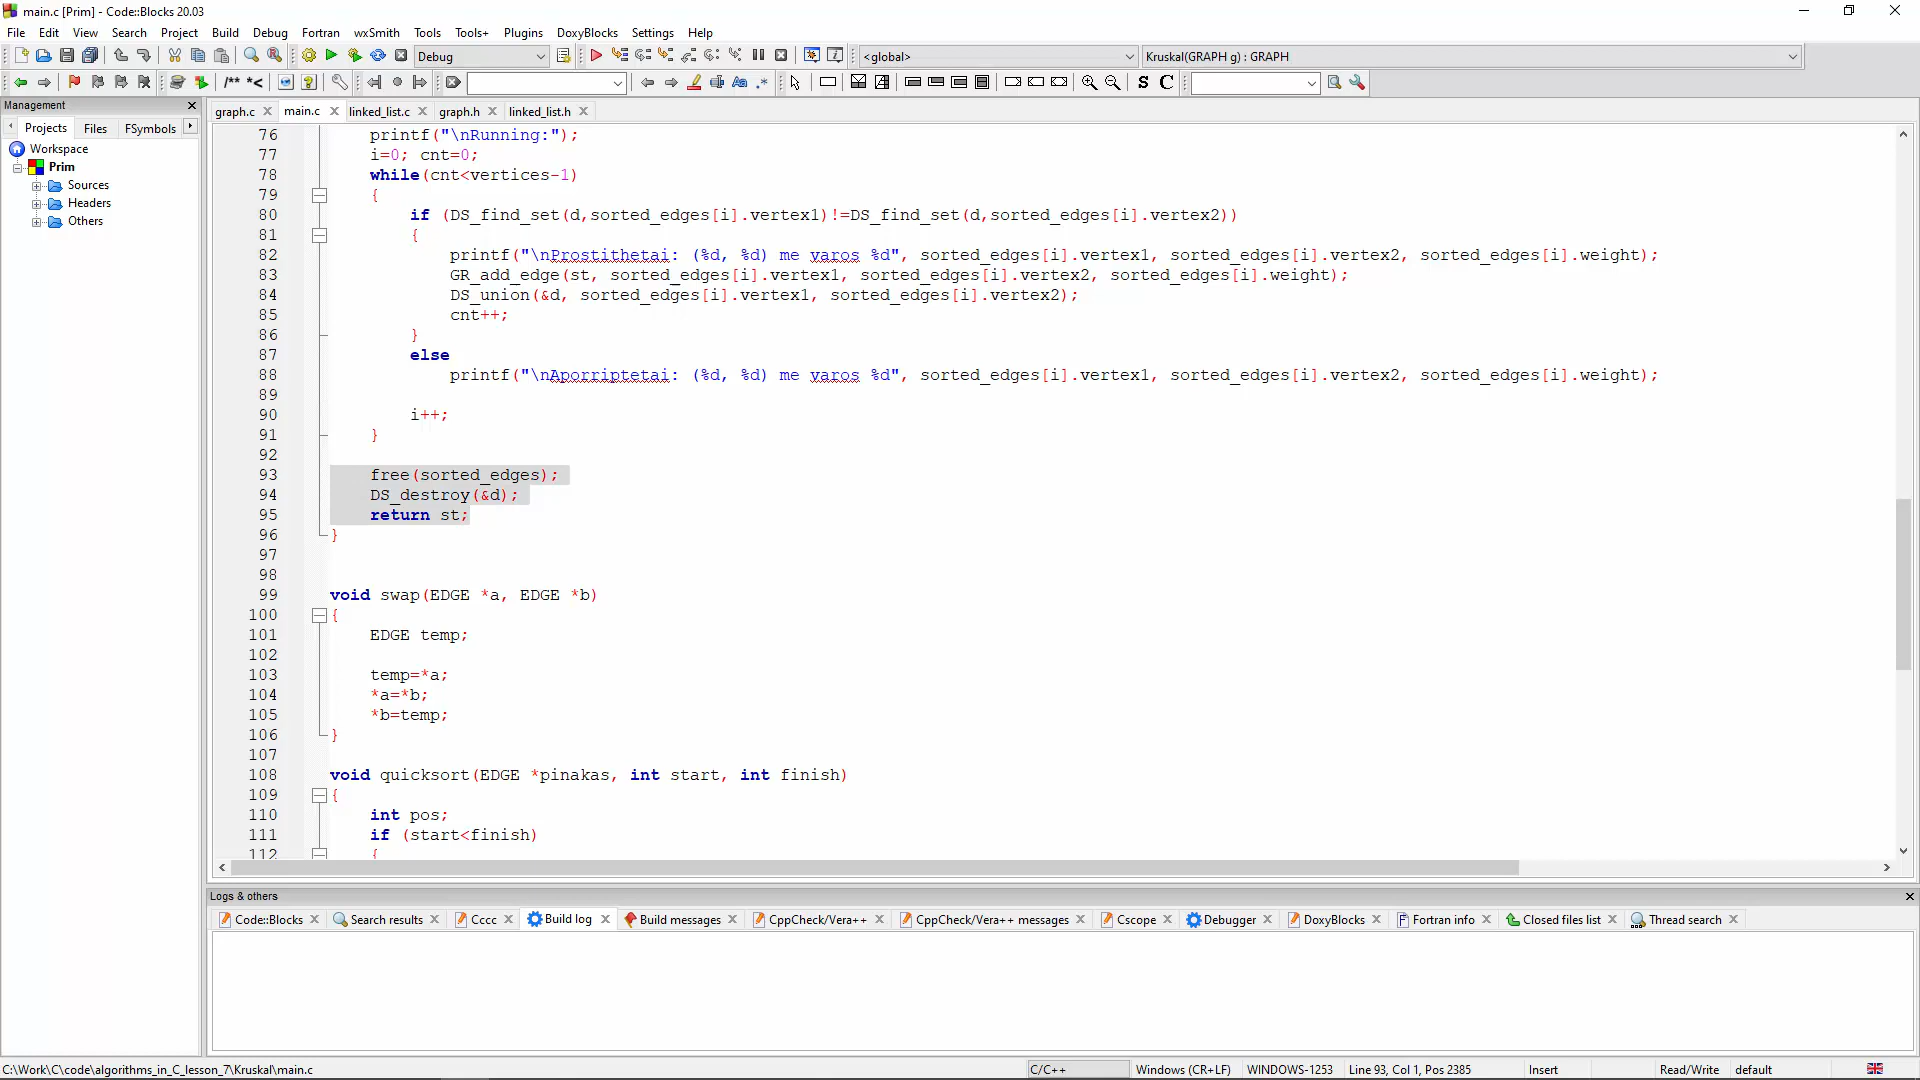 main.c [Prim] - Code::Blocks 20.03
File Edit View Search Project Build Debug Fortran wxSmith Tools Tools+ Plugins DoxyBlocks Settings Help
Debug <global> Kruskal(GRAPH g) : GRAPH
/** *< Aa .* S C
Management
Projects Files FSymbols
Workspace
Prim
Sources
Headers
Others
graph.c main.c linked_list.c graph.h linked_list.h
76 printf("\nRunning:");
77 i=0; cnt=0;
78 while(cnt<vertices-1)
79 {
80 if (DS_find_set(d,sorted_edges[i].vertex1)!=DS_find_set(d,sorted_edges[i].vertex2))
81 {
82 printf("\nProstithetai: (%d, %d) me varos %d", sorted_edges[i].vertex1, sorted_edges[i].vertex2, sorted_edges[i].weight);
83 GR_add_edge(st, sorted_edges[i].vertex1, sorted_edges[i].vertex2, sorted_edges[i].weight);
84 DS_union(&d, sorted_edges[i].vertex1, sorted_edges[i].vertex2);
85 cnt++;
86 }
87 else
88 printf("\nAporriptetai: (%d, %d) me varos %d", sorted_edges[i].vertex1, sorted_edges[i].vertex2, sorted_edges[i].weight);
89
90 i++;
91 }
92
93 free(sorted_edges);
94 DS_destroy(&d);
95 return st;
96 }
97
98
99 void swap(EDGE *a, EDGE *b)
100 {
101 EDGE temp;
102
103 temp=*a;
104 *a=*b;
105 *b=temp;
106 }
107
108 void quicksort(EDGE *pinakas, int start, int finish)
109 {
110 int pos;
111 if (start<finish)
112 {
Logs & others
Code::Blocks Search results Cccc Build log Build messages CppCheck/Vera++ CppCheck/Vera++ messages Cscope Debugger DoxyBlocks Fortran info Closed files list Thread search
C:\Work\C\code\algorithms_in_C_lesson_7\Kruskal\main.c C/C++ Windows (CR+LF) WINDOWS-1253 Line 93, Col 1, Pos 2385 Insert Read/Write default